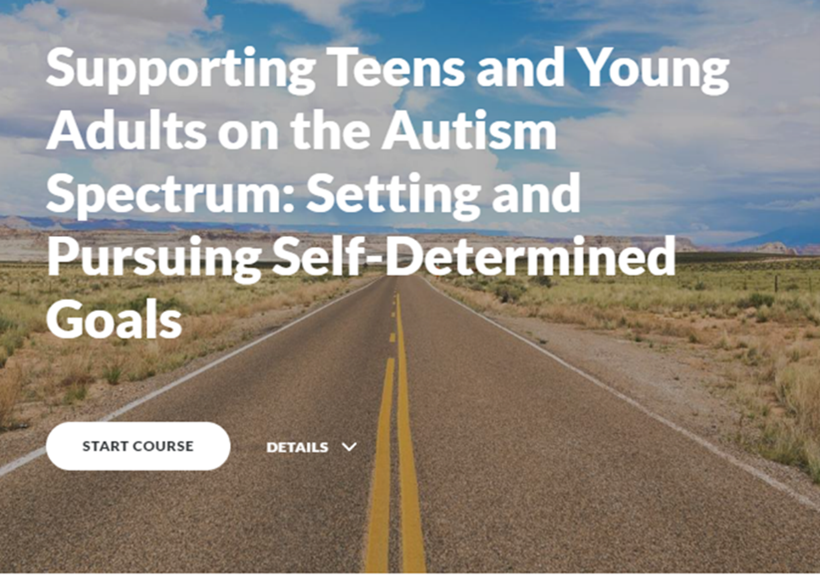 Supporting Teens and Young
Adults on the Autism
Spectrum: Setting and
Pursuing Self-Determined
Goals
START COURSE
DETAILS